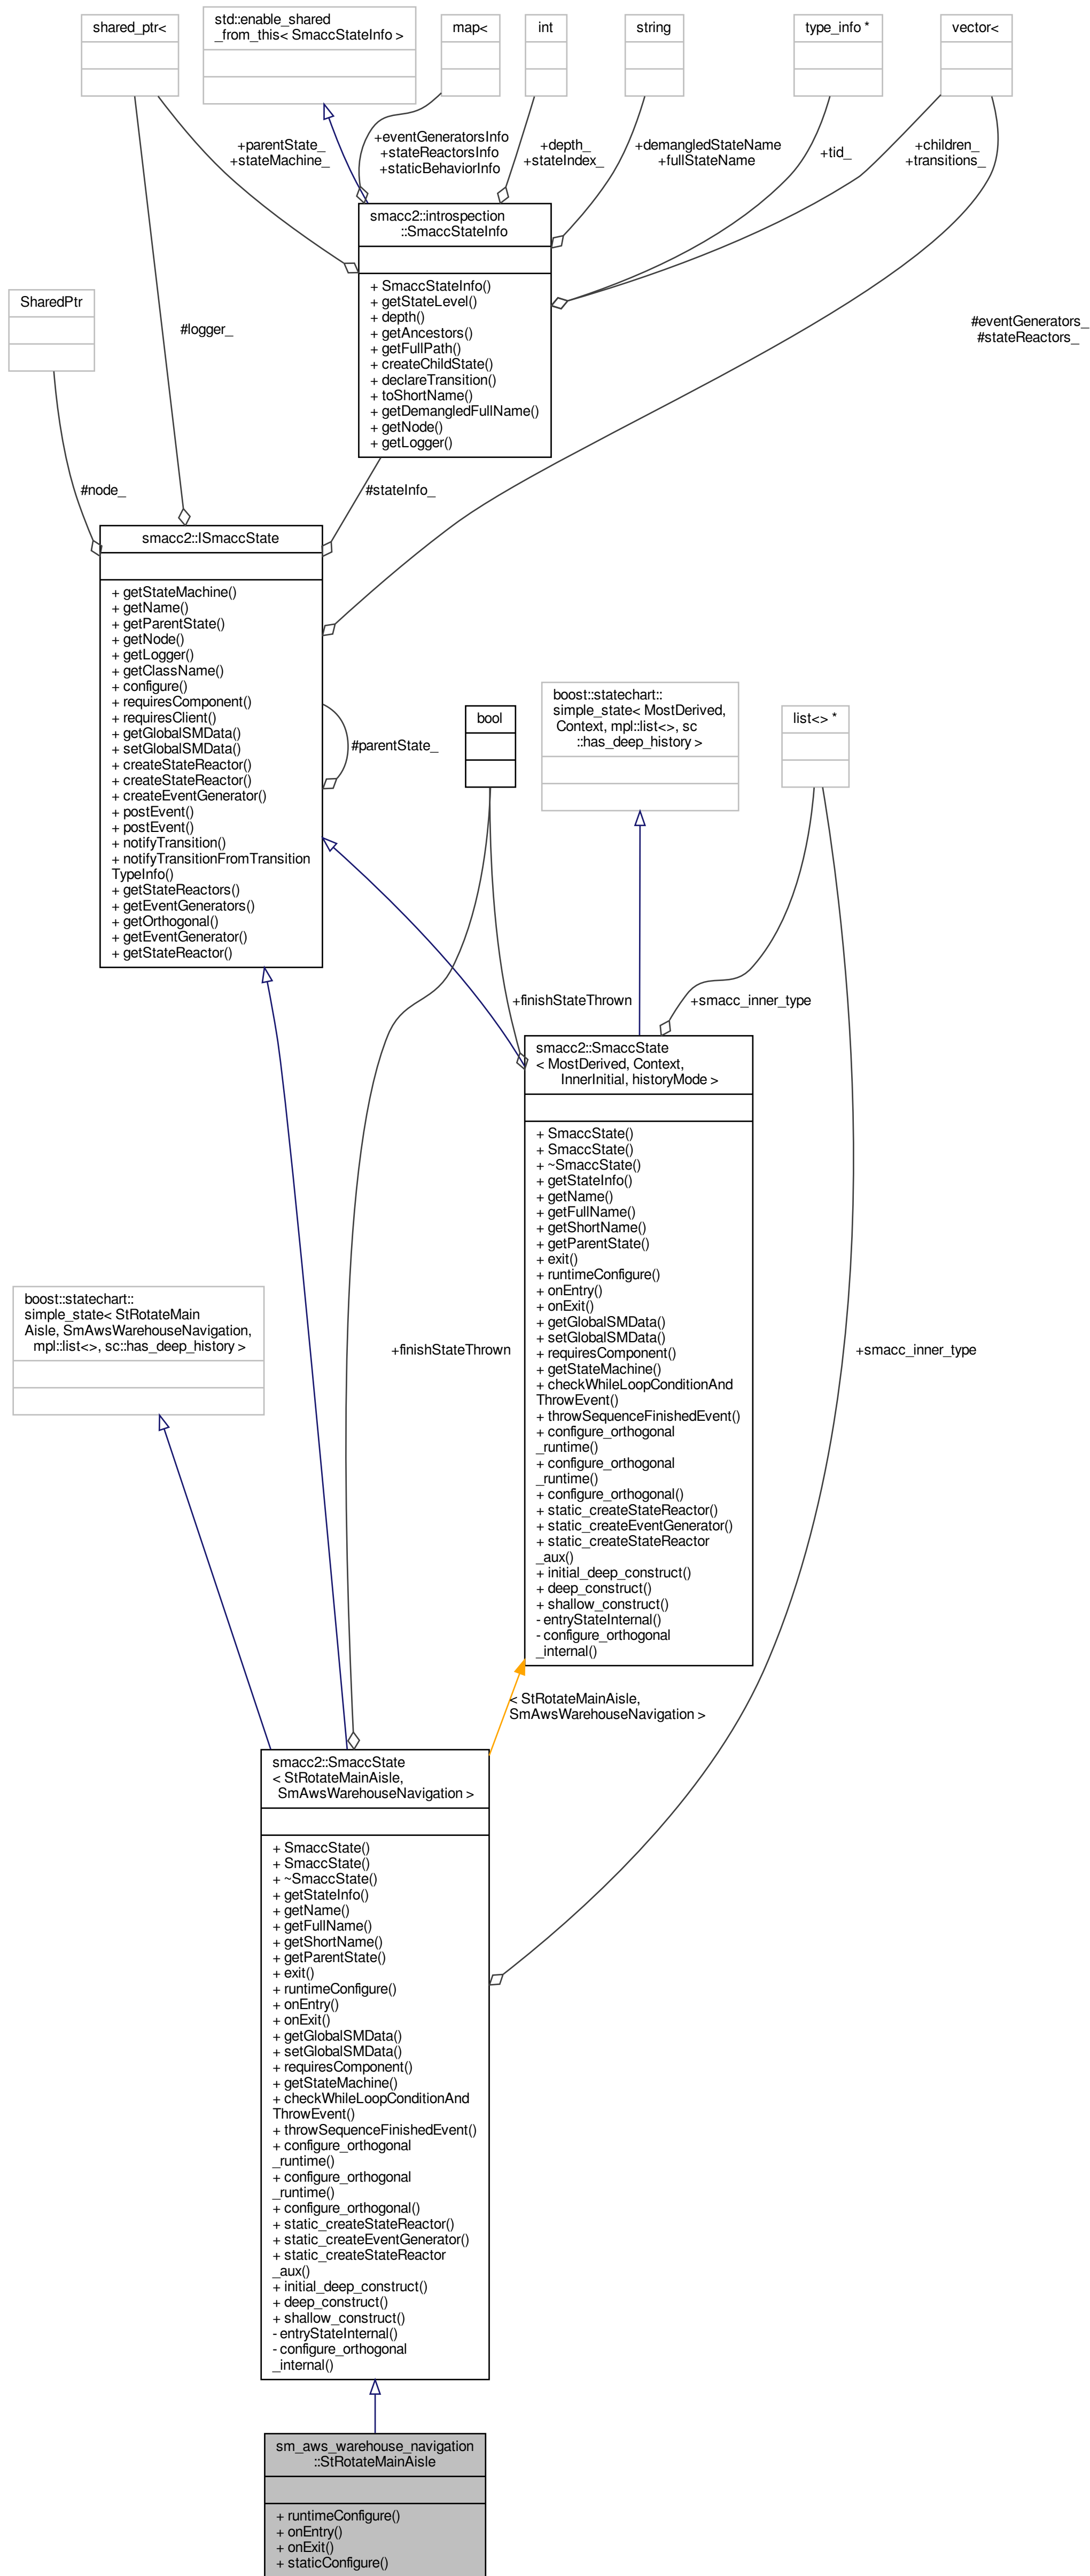 shared_ptr<
std::enable_shared
_from_this< SmaccStateInfo >
map<
int
string
type_info *
vector<
+parentState_
+stateMachine_
+eventGeneratorsInfo
+stateReactorsInfo
+staticBehaviorInfo
+depth_
+stateIndex_
+demangledStateName
+fullStateName
+tid_
+children_
+transitions_
smacc2::introspection
::SmaccStateInfo
+ SmaccStateInfo()
+ getStateLevel()
+ depth()
+ getAncestors()
+ getFullPath()
+ createChildState()
+ declareTransition()
+ toShortName()
+ getDemangledFullName()
+ getNode()
+ getLogger()
SharedPtr
#logger_
#eventGenerators_
#stateReactors_
#node_
#stateInfo_
smacc2::ISmaccState
+ getStateMachine()
+ getName()
+ getParentState()
+ getNode()
+ getLogger()
+ getClassName()
+ configure()
+ requiresComponent()
+ requiresClient()
+ getGlobalSMData()
+ setGlobalSMData()
+ createStateReactor()
+ createStateReactor()
+ createEventGenerator()
+ postEvent()
+ postEvent()
+ notifyTransition()
+ notifyTransitionFromTransition
TypeInfo()
+ getStateReactors()
+ getEventGenerators()
+ getOrthogonal()
+ getEventGenerator()
+ getStateReactor()
#parentState_
bool
boost::statechart::
simple_state< MostDerived,
Context, mpl::list<>, sc
::has_deep_history >
list<> *
+finishStateThrown
+smacc_inner_type
smacc2::SmaccState
< MostDerived, Context,
InnerInitial, historyMode >
+ SmaccState()
+ SmaccState()
+ ~SmaccState()
+ getStateInfo()
+ getName()
+ getFullName()
+ getShortName()
+ getParentState()
+ exit()
+ runtimeConfigure()
+ onEntry()
+ onExit()
+ getGlobalSMData()
+ setGlobalSMData()
+ requiresComponent()
+ getStateMachine()
+ checkWhileLoopConditionAnd
ThrowEvent()
+ throwSequenceFinishedEvent()
+ configure_orthogonal
_runtime()
+ configure_orthogonal
_runtime()
+ configure_orthogonal()
+ static_createStateReactor()
+ static_createEventGenerator()
+ static_createStateReactor
_aux()
+ initial_deep_construct()
+ deep_construct()
+ shallow_construct()
- entryStateInternal()
- configure_orthogonal
_internal()
boost::statechart::
simple_state< StRotateMain
Aisle, SmAwsWarehouseNavigation,
mpl::list<>, sc::has_deep_history >
+finishStateThrown
+smacc_inner_type
< StRotateMainAisle,
SmAwsWarehouseNavigation >
smacc2::SmaccState
< StRotateMainAisle,
SmAwsWarehouseNavigation >
+ SmaccState()
+ SmaccState()
+ ~SmaccState()
+ getStateInfo()
+ getName()
+ getFullName()
+ getShortName()
+ getParentState()
+ exit()
+ runtimeConfigure()
+ onEntry()
+ onExit()
+ getGlobalSMData()
+ setGlobalSMData()
+ requiresComponent()
+ getStateMachine()
+ checkWhileLoopConditionAnd
ThrowEvent()
+ throwSequenceFinishedEvent()
+ configure_orthogonal
_runtime()
+ configure_orthogonal
_runtime()
+ configure_orthogonal()
+ static_createStateReactor()
+ static_createEventGenerator()
+ static_createStateReactor
_aux()
+ initial_deep_construct()
+ deep_construct()
+ shallow_construct()
- entryStateInternal()
- configure_orthogonal
_internal()
sm_aws_warehouse_navigation
::StRotateMainAisle
+ runtimeConfigure()
+ onEntry()
+ onExit()
+ staticConfigure()